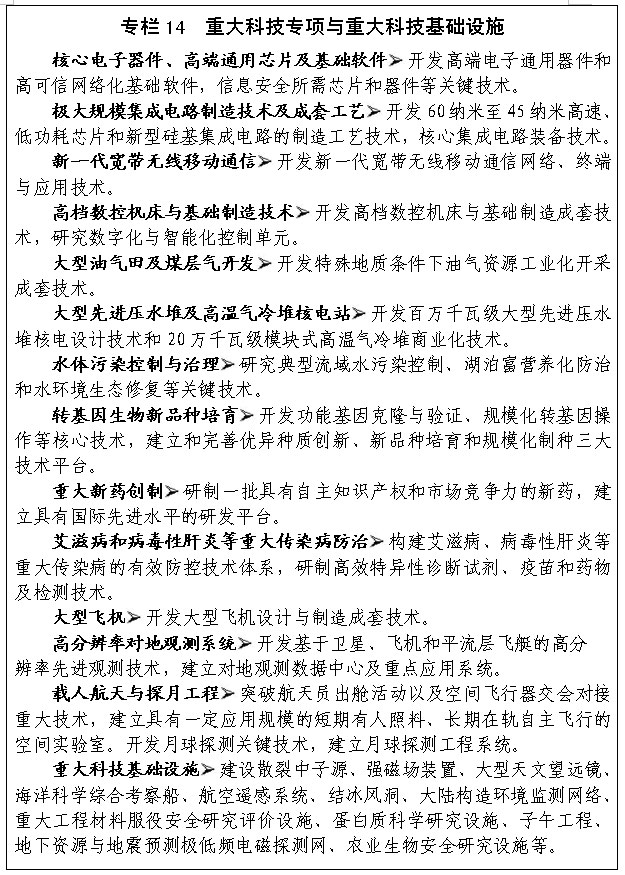 专栏 14　重大科技专项与重大科技基础设施
核心电子器件、高端通用芯片及基础软件➢开发高端电子通用器件和
高可信网络化基础软件，信息安全所需芯片和器件等关键技术。
极大规模集成电路制造技术及成套工艺➢开发 60 纳米至 45 纳米高速、
低功耗芯片和新型硅基集成电路的制造工艺技术，核心集成电路装备技术。
新一代宽带无线移动通信➢开发新一代宽带无线移动通信网络、终端
与应用技术。
高档数控机床与基础制造技术➢开发高档数控机床与基础制造成套技
术，研究数字化与智能化控制单元。
大型油气田及煤层气开发➢开发特殊地质条件下油气资源工业化开采
成套技术。
大型先进压水堆及高温气冷堆核电站➢开发百万千瓦级大型先进压水
堆核电设计技术和 20 万千瓦级模块式高温气冷堆商业化技术。
水体污染控制与治理➢研究典型流域水污染控制、湖泊富营养化防治
和水环境生态修复等关键技术。
转基因生物新品种培育➢开发功能基因克隆与验证、规模化转基因操
作等核心技术，建立和完善优异种质创新、新品种培育和规模化制种三大
技术平台。
重大新药创制➢研制一批具有自主知识产权和市场竞争力的新药，建
立具有国际先进水平的研发平台。
艾滋病和病毒性肝炎等重大传染病防治➢构建艾滋病、病毒性肝炎等
重大传染病的有效防控技术体系，研制高效特异性诊断试剂、疫苗和药物
及检测技术。
大型飞机➢开发大型飞机设计与制造成套技术。
高分辨率对地观测系统➢开发基于卫星、飞机和平流层飞艇的高分
辨率先进观测技术，建立对地观测数据中心及重点应用系统。
载人航天与探月工程➢突破航天员出舱活动以及空间飞行器交会对接
重大技术，建立具有一定应用规模的短期有人照料、长期在轨自主飞行的
空间实验室。开发月球探测关键技术，建立月球探测工程系统。
重大科技基础设施➢建设散裂中子源、强磁场装置、大型天文望远镜、
海洋科学综合考察船、航空遥感系统、结冰风洞、大陆构造环境监测网络、
重大工程材料服役安全研究评价设施、蛋白质科学研究设施、子午工程、
地下资源与地震预测极低频电磁探测网、农业生物安全研究设施等。